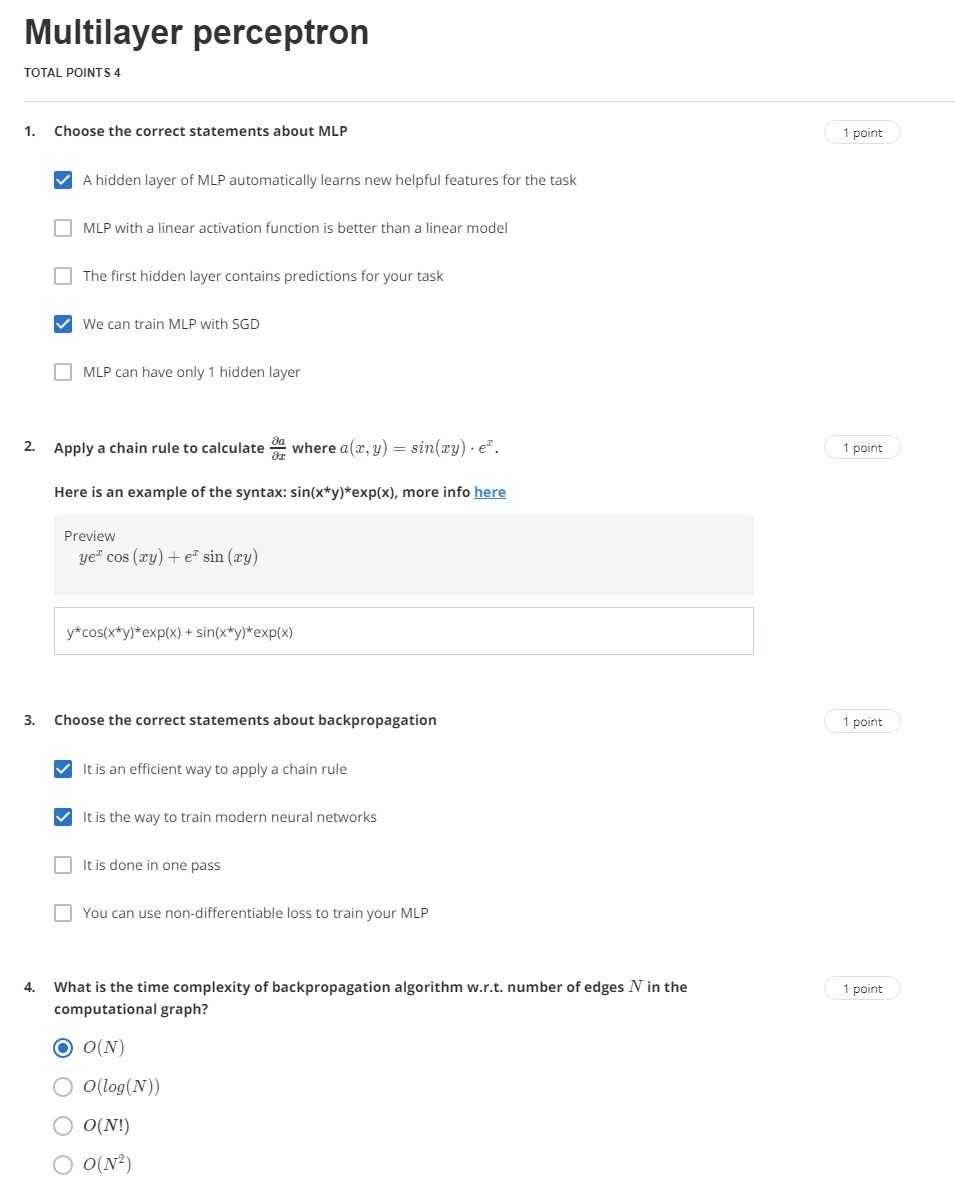 Multilayer perceptron
TOTAL POINTS 4
1. Choose the correct statements about MLP 1 point
A hidden layer of MLP automatically learns new helpful features for the task
MLP with a linear activation function is better than a linear model
The first hidden layer contains predictions for your task
We can train MLP with SGD
MLP can have only 1 hidden layer
2. Apply a chain rule to calculate ∂a/∂x where a(x, y) = sin(xy) · eˣ. 1 point
Here is an example of the syntax: sin(x*y)*exp(x), more info here
Preview
yeˣ cos (xy) + eˣ sin (xy)
y*cos(x*y)*exp(x) + sin(x*y)*exp(x)
3. Choose the correct statements about backpropagation 1 point
It is an efficient way to apply a chain rule
It is the way to train modern neural networks
It is done in one pass
You can use non-differentiable loss to train your MLP
4. What is the time complexity of backpropagation algorithm w.r.t. number of edges N in the 1 point
computational graph?
O(N)
O(log(N))
O(N!)
O(N²)